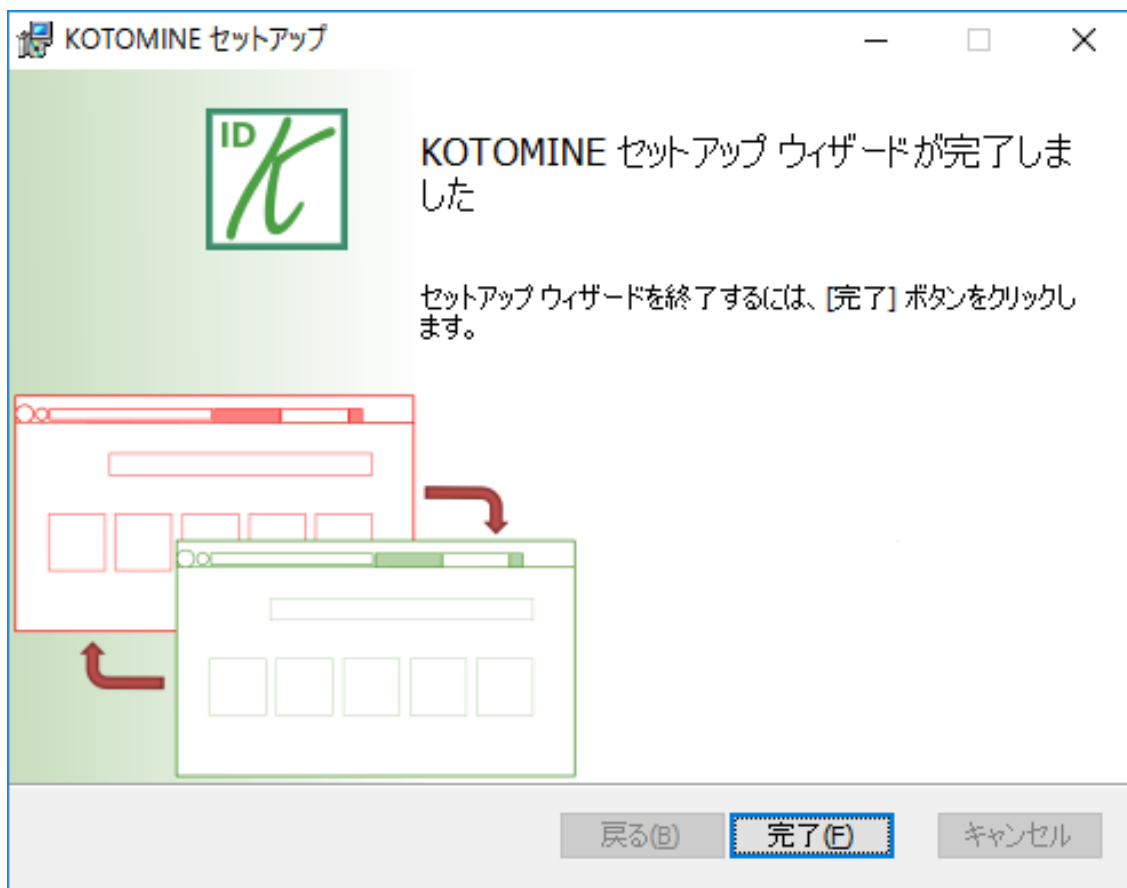 KOTOMINE セットアップ
ID K
KOTOMINE セットアップ ウィザードが完了しま
した
セットアップ ウィザードを終了するには、[完了] ボタンをクリックし
ます。
戻る(B) 完了(F) キャンセル